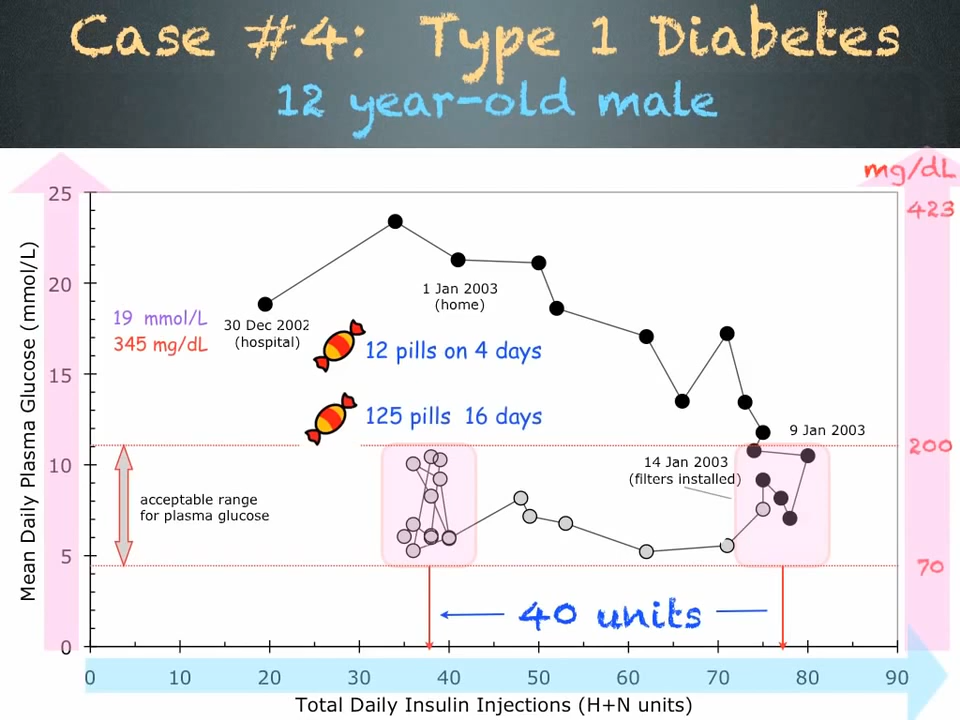 Case #4: Type 1 Diabetes
12 year-old male
mg/dL
25
423
20
1 Jan 2003
(home)
19 mmol/L
345 mg/dL
30 Dec 2002
(hospital)
12 pills on 4 days
15
125 pills 16 days
9 Jan 2003
200
10
14 Jan 2003
(filters installed)
acceptable range
for plasma glucose
5
70
40 units
0
0 10 20 30 40 50 60 70 80 90
Total Daily Insulin Injections (H+N units)
Mean Daily Plasma Glucose (mmol/L)